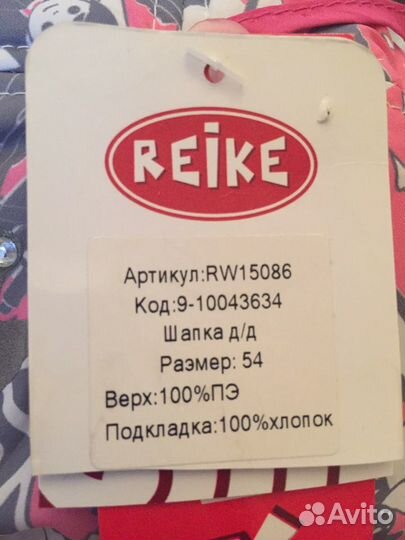 REIKE
Артикул:RW15086
Код:9-10043634
Шапка д/д
Размер: 54
Верх:100%ПЭ
Подкладка:100%хлопок
Avito